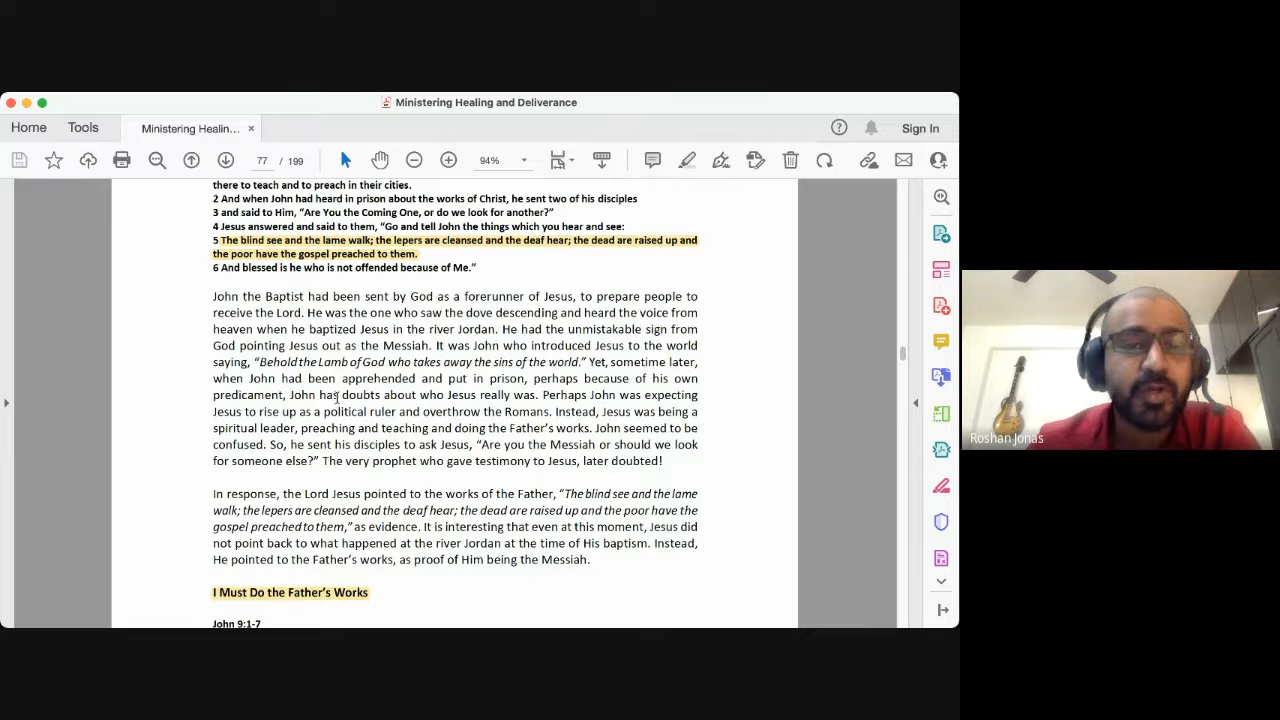 Ministering Healing and Deliverance
Home
Tools
Ministering Healin...
Sign In
77 / 199
94%
there to teach and to preach in their cities.
2 And when John had heard in prison about the works of Christ, he sent two of his disciples
3 and said to Him, “Are You the Coming One, or do we look for another?”
4 Jesus answered and said to them, “Go and tell John the things which you hear and see:
5 The blind see and the lame walk; the lepers are cleansed and the deaf hear; the dead are raised up and
the poor have the gospel preached to them.
6 And blessed is he who is not offended because of Me.”
John the Baptist had been sent by God as a forerunner of Jesus, to prepare people to
receive the Lord. He was the one who saw the dove descending and heard the voice from
heaven when he baptized Jesus in the river Jordan. He had the unmistakable sign from
God pointing Jesus out as the Messiah. It was John who introduced Jesus to the world
saying, “Behold the Lamb of God who takes away the sins of the world.” Yet, sometime later,
when John had been apprehended and put in prison, perhaps because of his own
predicament, John has doubts about who Jesus really was. Perhaps John was expecting
Jesus to rise up as a political ruler and overthrow the Romans. Instead, Jesus was being a
spiritual leader, preaching and teaching and doing the Father’s works. John seemed to be
confused. So, he sent his disciples to ask Jesus, “Are you the Messiah or should we look
for someone else?” The very prophet who gave testimony to Jesus, later doubted!
In response, the Lord Jesus pointed to the works of the Father, “The blind see and the lame
walk; the lepers are cleansed and the deaf hear; the dead are raised up and the poor have the
gospel preached to them,” as evidence. It is interesting that even at this moment, Jesus did
not point back to what happened at the river Jordan at the time of His baptism. Instead,
He pointed to the Father’s works, as proof of Him being the Messiah.
I Must Do the Father’s Works
John 9:1-7
Roshan Jonas